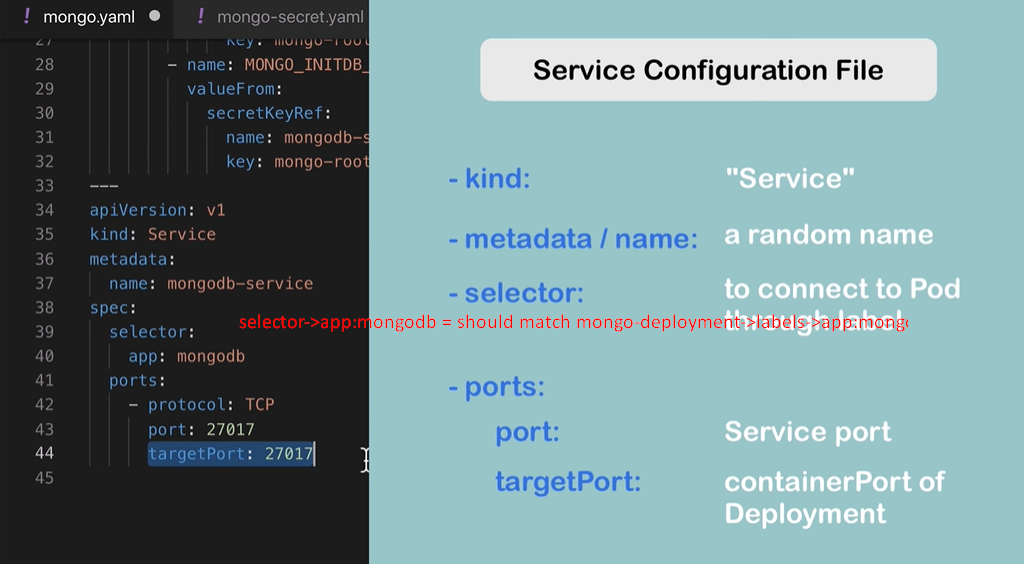 ! mongo.yaml ● ! mongo-secret.yaml
27 key: mongo-root
28 - name: MONGO_INITDB_
29 valueFrom:
30 secretKeyRef:
31 name: mongodb-s
32 key: mongo-root
33 ---
34 apiVersion: v1
35 kind: Service
36 metadata:
37 name: mongodb-service
38 spec:
39 selector:
40 app: mongodb
41 ports:
42 - protocol: TCP
43 port: 27017
44 targetPort: 27017
45
Service Configuration File
- kind: "Service"
- metadata / name: a random name
- selector: to connect to Pod
through label
selector->app:mongodb = should match mongo-deployment->labels->app:mongo
- ports:
port: Service port
targetPort: containerPort of
Deployment